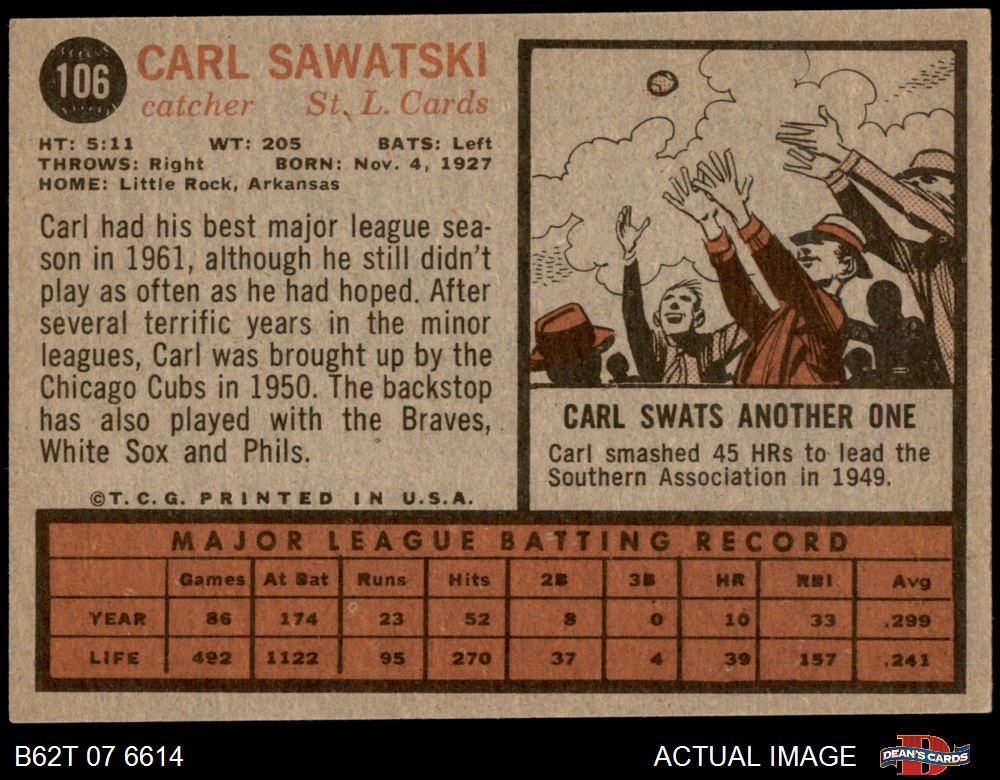 106
CARL SAWATSKI
catcher St. L. Cards
HT: 5:11 WT: 205 BATS: Left
THROWS: Right BORN: Nov. 4, 1927
HOME: Little Rock, Arkansas
Carl had his best major league sea-
son in 1961, although he still didn't
play as often as he had hoped. After
several terrific years in the minor
leagues, Carl was brought up by the
Chicago Cubs in 1950. The backstop
has also played with the Braves,
White Sox and Phils.
©T.C.G. PRINTED IN U.S.A.
CARL SWATS ANOTHER ONE
Carl smashed 45 HRs to lead the
Southern Association in 1949.
MAJOR LEAGUE BATTING RECORD
Games At Bat Runs Hits 2B 3B HR RBI Avg
YEAR 86 174 23 52 8 0 10 33 .299
LIFE 492 1122 95 270 37 4 39 157 .241
B62T 07 6614 ACTUAL IMAGE DEAN'S CARDS